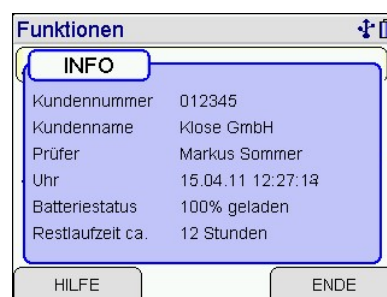 Funktionen
INFO
Kundennummer 012345
Kundenname Klose GmbH
Prüfer Markus Sommer
Uhr 15.04.11 12:27:14
Batteriestatus 100% geladen
Restlaufzeit ca. 12 Stunden
HILFE ENDE